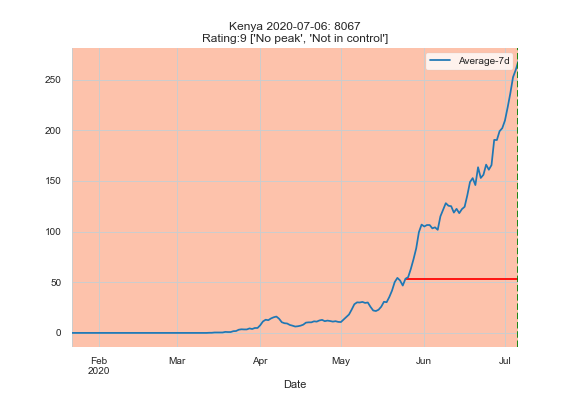 Kenya 2020-07-06: 8067
Rating:9 ['No peak', 'Not in control']
Average-7d
250
200
150
100
50
0
Feb
2020
Mar
Apr
May
Jun
Jul
Date